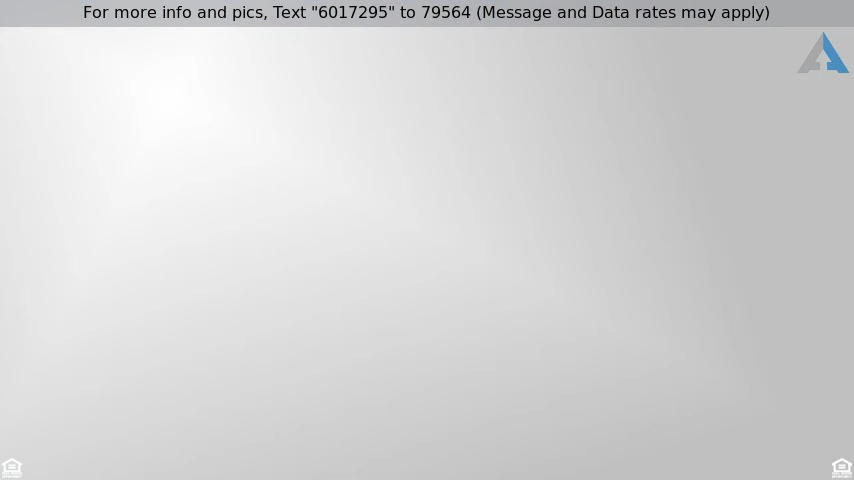 For more info and pics, Text "6017295" to 79564 (Message and Data rates may apply)